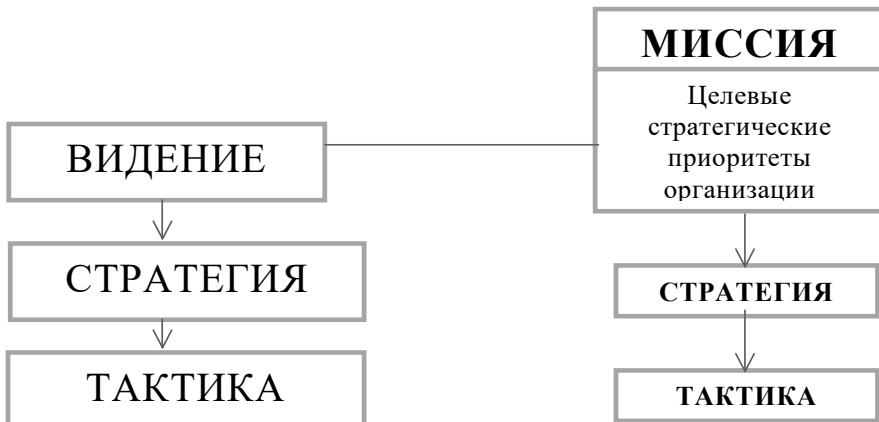 МИССИЯ
Целевые
стратегические
приоритеты
организации
ВИДЕНИЕ
СТРАТЕГИЯ
СТРАТЕГИЯ
ТАКТИКА
ТАКТИКА